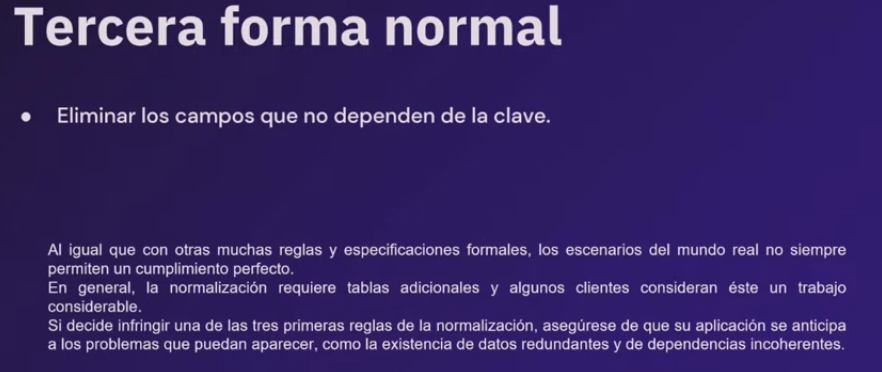 Tercera forma normal
● Eliminar los campos que no dependen de la clave.
Al igual que con otras muchas reglas y especificaciones formales, los escenarios del mundo real no siempre
permiten un cumplimiento perfecto.
En general, la normalización requiere tablas adicionales y algunos clientes consideran éste un trabajo
considerable.
Si decide infringir una de las tres primeras reglas de la normalización, asegúrese de que su aplicación se anticipa
a los problemas que puedan aparecer, como la existencia de datos redundantes y de dependencias incoherentes.